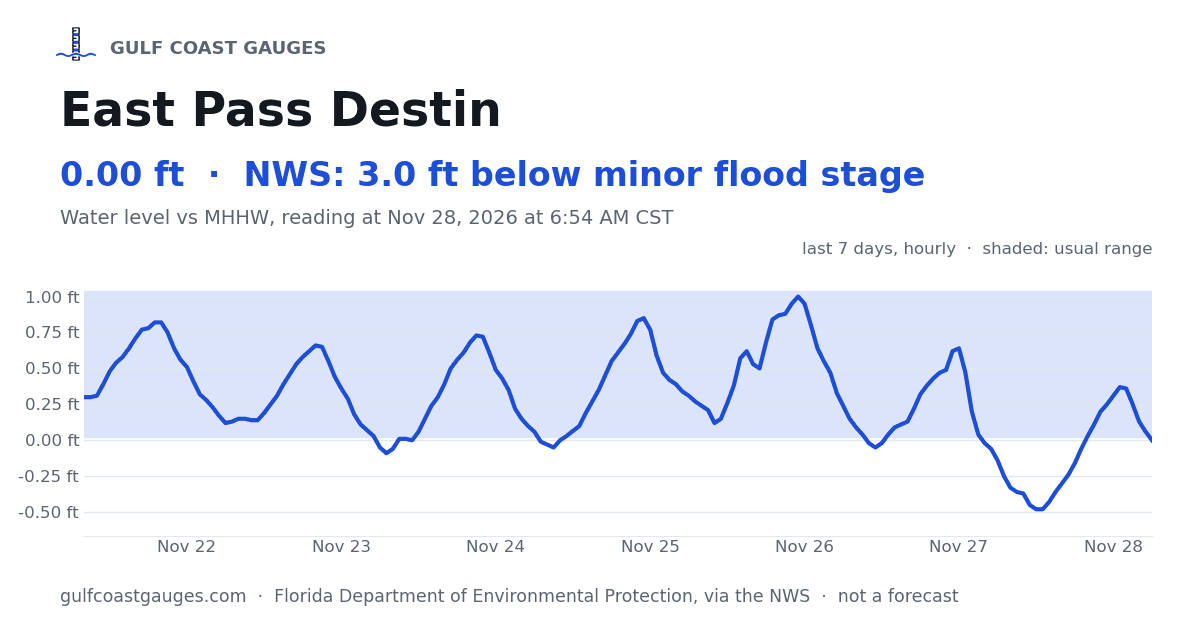 GULF COAST GAUGES
East Pass Destin
0.00 ft · NWS: 3.0 ft below minor flood stage
Water level vs MHHW, reading at Nov 28, 2026 at 6:54 AM CST
last 7 days, hourly · shaded: usual range
1.00 ft
0.75 ft
0.50 ft
0.25 ft
0.00 ft
-0.25 ft
-0.50 ft
Nov 22 Nov 23 Nov 24 Nov 25 Nov 26 Nov 27 Nov 28
gulfcoastgauges.com · Florida Department of Environmental Protection, via the NWS · not a forecast